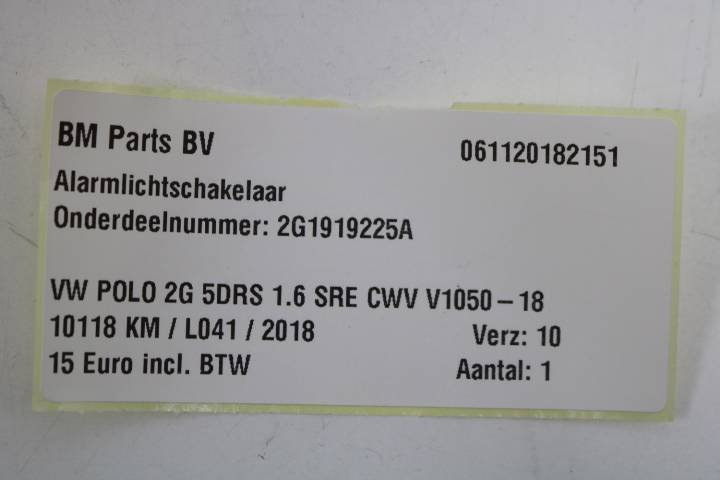 BM Parts BV 061120182151
Alarmlichtschakelaar
Onderdeelnummer: 2G1919225A
VW POLO 2G 5DRS 1.6 SRE CWV V1050 – 18
10118 KM / L041 / 2018 Verz: 10
15 Euro incl. BTW Aantal: 1